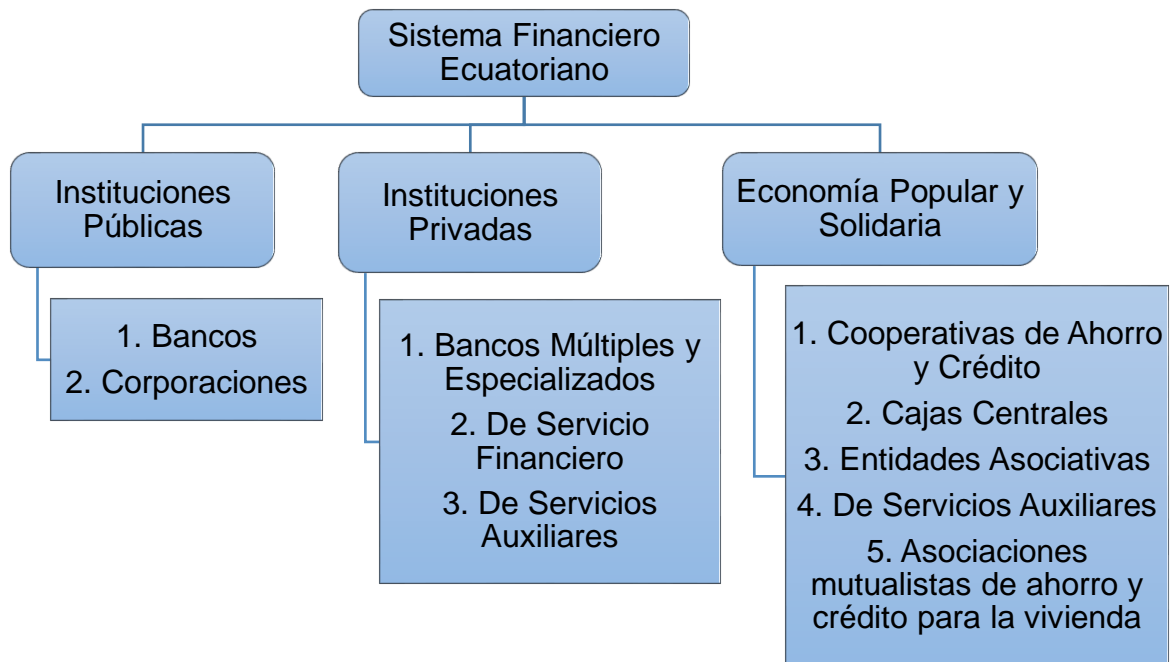 Sistema Financiero
Ecuatoriano
Instituciones
Públicas
1. Bancos
2. Corporaciones
Instituciones
Privadas
1. Bancos Múltiples y
Especializados
2. De Servicio
Financiero
3. De Servicios
Auxiliares
Economía Popular y
Solidaria
1. Cooperativas de Ahorro
y Crédito
2. Cajas Centrales
3. Entidades Asociativas
4. De Servicios Auxiliares
5. Asociaciones
mutualistas de ahorro y
crédito para la vivienda